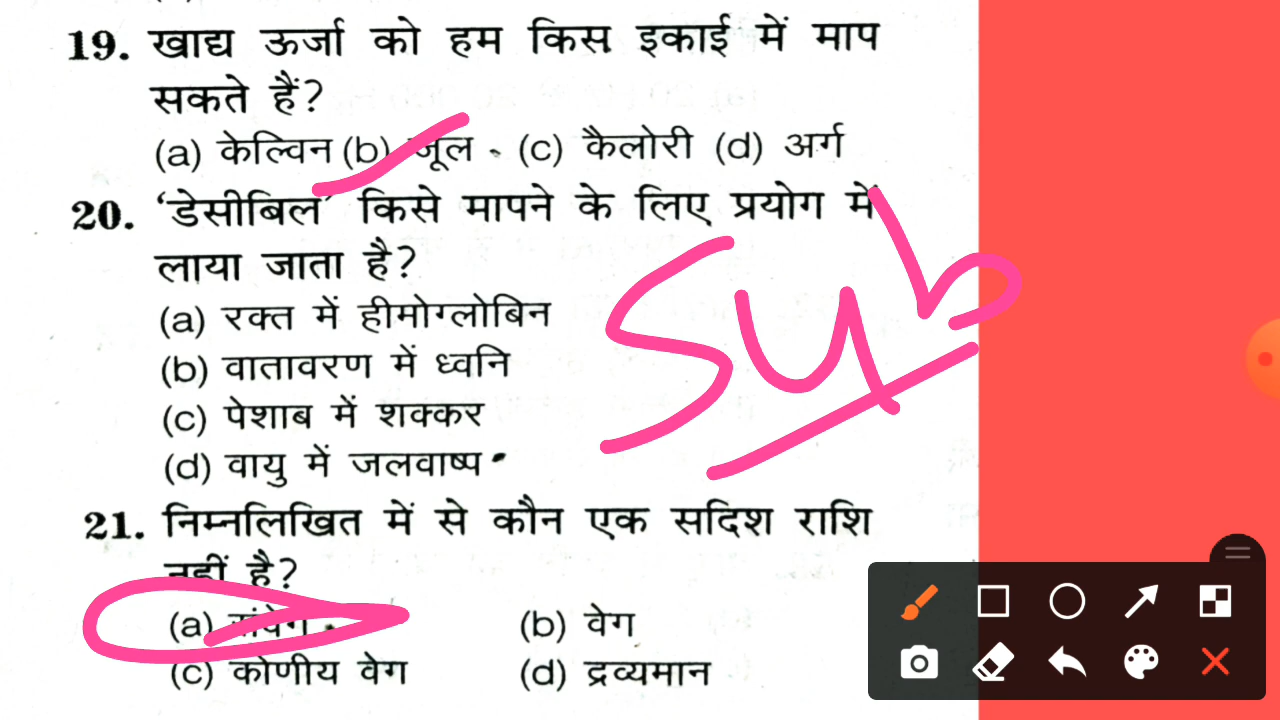 19. खाद्य ऊर्जा को हम किस इकाई में माप
सकते हैं?
(a) केल्विन (b) जूल (c) कैलोरी (d) अर्ग
20. ‘डेसीबिल’ किसे मापने के लिए प्रयोग में
लाया जाता है?
(a) रक्त में हीमोग्लोबिन
(b) वातावरण में ध्वनि
(c) पेशाब में शक्कर
(d) वायु में जलवाष्प
Sub
21. निम्नलिखित में से कौन एक सदिश राशि
नहीं है?
(a) संवेग (b) वेग
(c) कोणीय वेग (d) द्रव्यमान